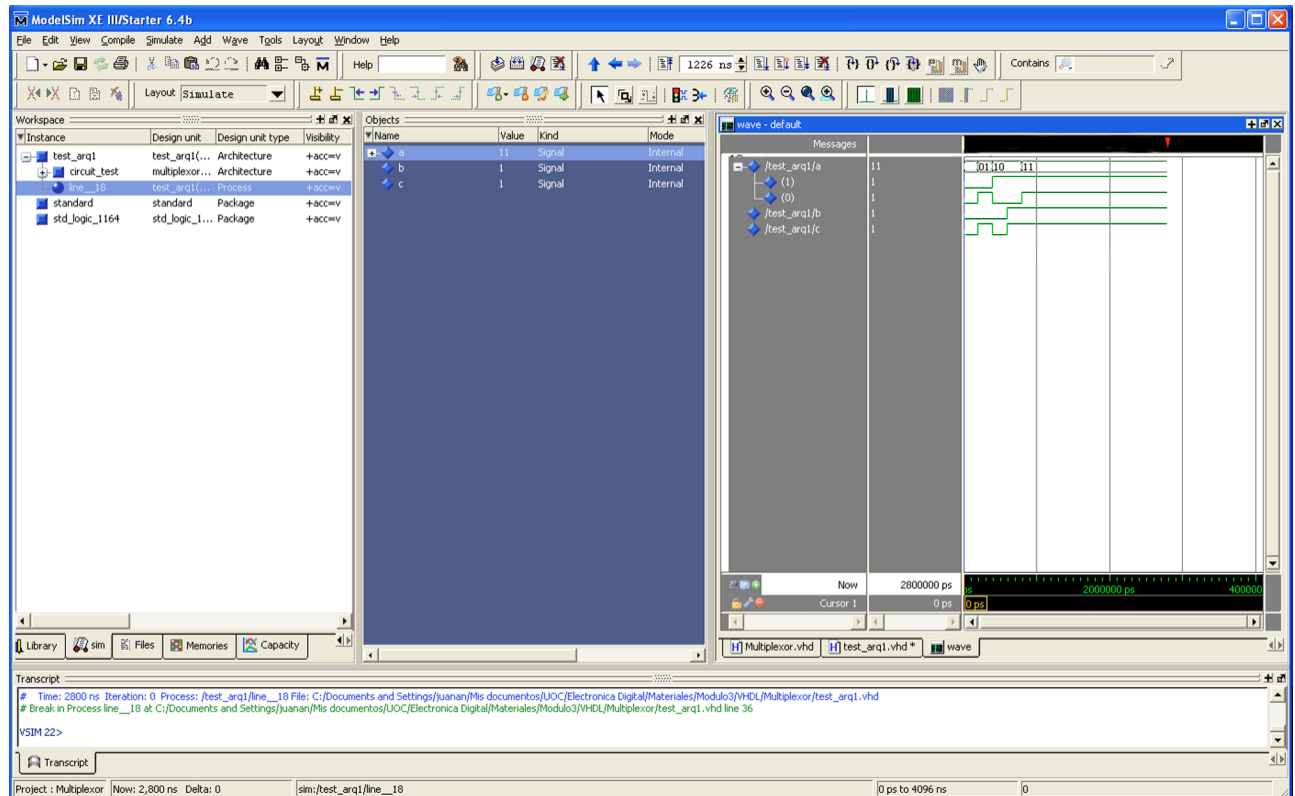 ModelSim XE III/Starter 6.4b
File Edit View Compile Simulate Add Wave Tools Layout Window Help
Help 1226 ns Contains
Layout Simulate
Workspace
Instance Design unit Design unit type Visibility
test_arq1 test_arq1(... Architecture +acc=v
circuit_test multiplexor... Architecture +acc=v
line__18 test_arq1(... Process +acc=v
standard standard Package +acc=v
std_logic_1164 std_logic_1... Package +acc=v
Library sim Files Memories Capacity
Objects
Name Value Kind Mode
a 11 Signal Internal
b 1 Signal Internal
c 1 Signal Internal
wave - default
Messages
/test_arq1/a 11 01 10 11
(1) 1
(0) 1
/test_arq1/b 1
/test_arq1/c 1
Now 2800000 ps ps 2000000 ps 400000
Cursor 1 0 ps 0 ps
Multiplexor.vhd test_arq1.vhd * wave
Transcript
# Time: 2800 ns Iteration: 0 Process: /test_arq1/line__18 File: C:/Documents and Settings/juanan/Mis documentos/UOC/Electronica Digital/Materiales/Modulo3/VHDL/Multiplexor/test_arq1.vhd
# Break in Process line__18 at C:/Documents and Settings/juanan/Mis documentos/UOC/Electronica Digital/Materiales/Modulo3/VHDL/Multiplexor/test_arq1.vhd line 36
VSIM 22>
Transcript
Project : Multiplexor Now: 2,800 ns Delta: 0 sim:/test_arq1/line__18 0 ps to 4096 ns 0